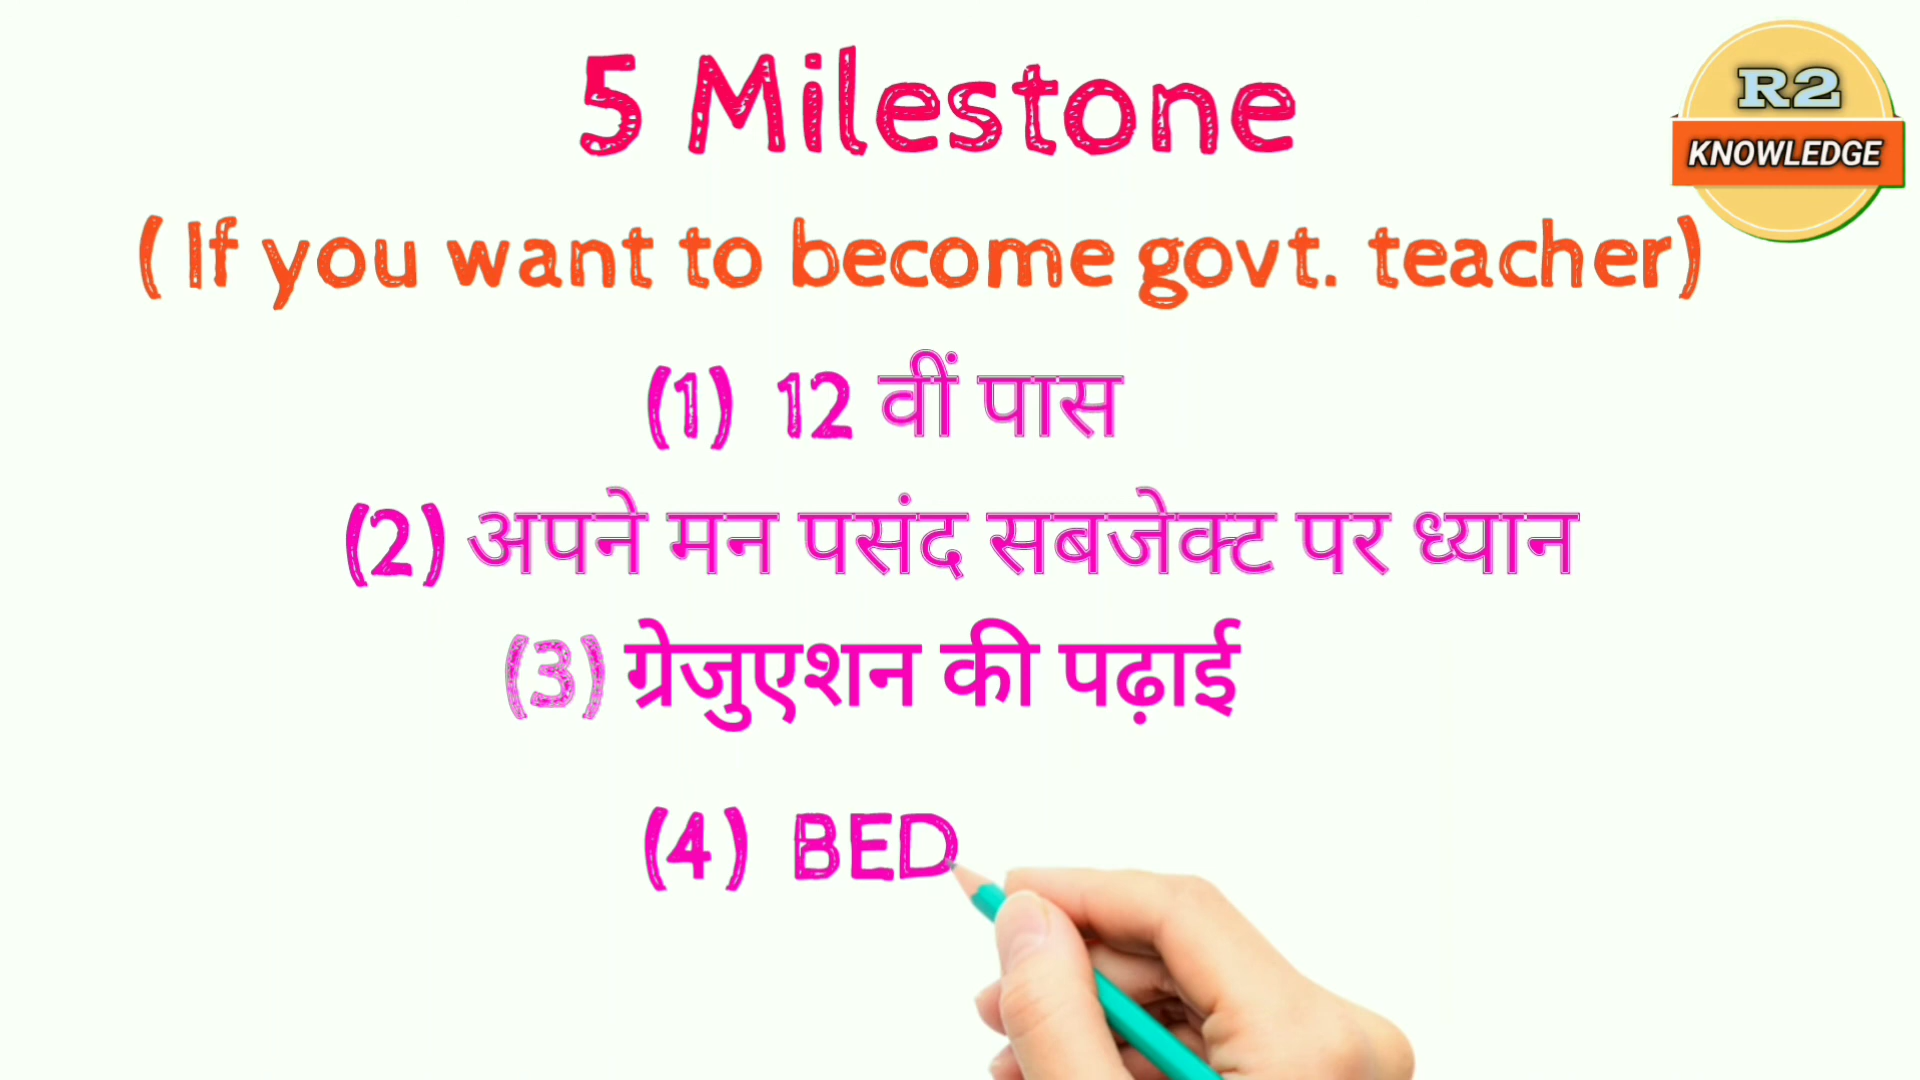 5 Milestone
R2
KNOWLEDGE
( If you want to become govt. teacher)
(1) 12 वीं पास
(2) अपने मन पसंद सबजेक्ट पर ध्यान
(3) ग्रेजुएशन की पढ़ाई
(4) BED